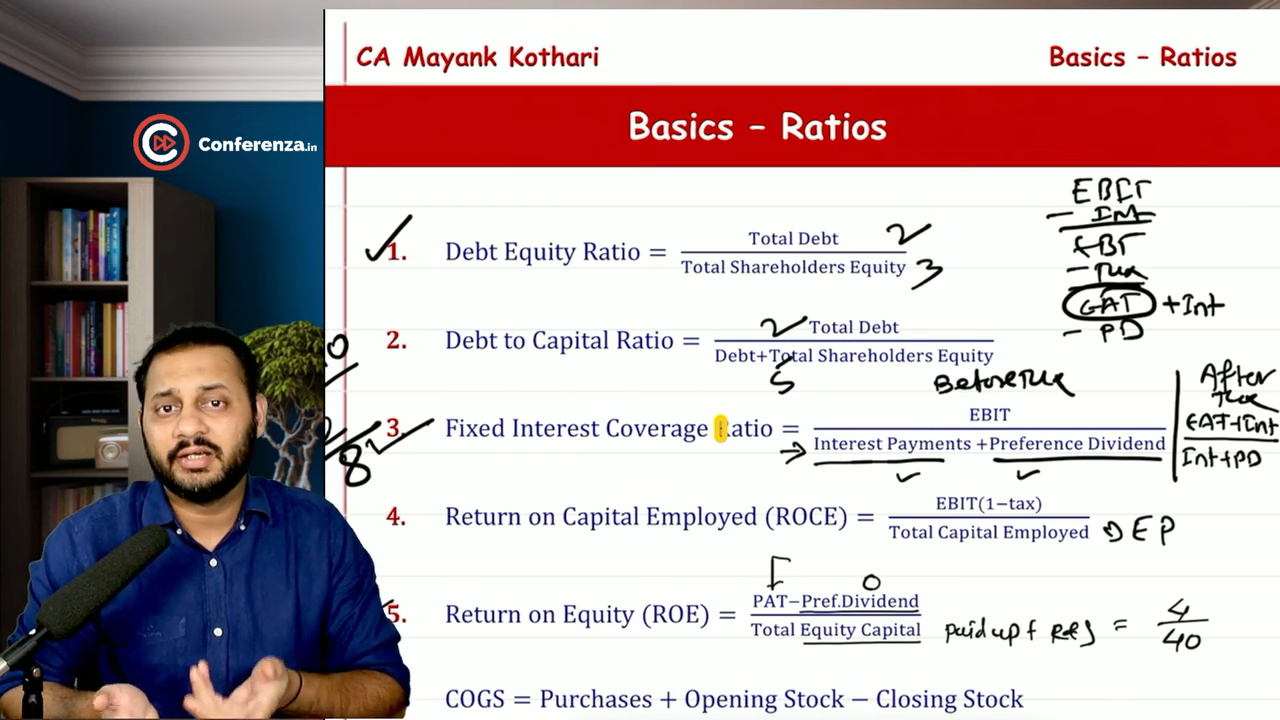 CA Mayank Kothari
Basics – Ratios
Basics – Ratios
Conferenza.in
EBIT
– Int
EBT
– Tax
EAT + Int
– PD
1. Debt Equity Ratio = Total Debt 2
Total Shareholders Equity 3
2. Debt to Capital Ratio = 2 Total Debt
Debt+Total Shareholders Equity
5
Before Tax
After Tax
3. Fixed Interest Coverage Ratio = EBIT
Interest Payments +Preference Dividend
EAT+Int
Int+PD
8
4. Return on Capital Employed (ROCE) = EBIT(1−tax)
Total Capital Employed D E P
0
5. Return on Equity (ROE) = PAT−Pref.Dividend
Total Equity Capital paid up + Res = 4
40
COGS = Purchases + Opening Stock − Closing Stock